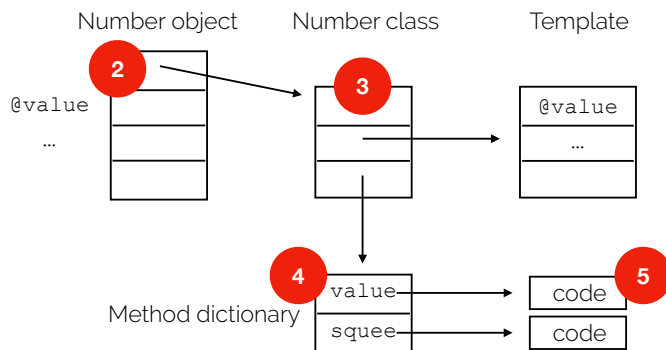 Number object Number class Template
2
3
@value
@value
…
…
4
value
code
5
Method dictionary
squee
code